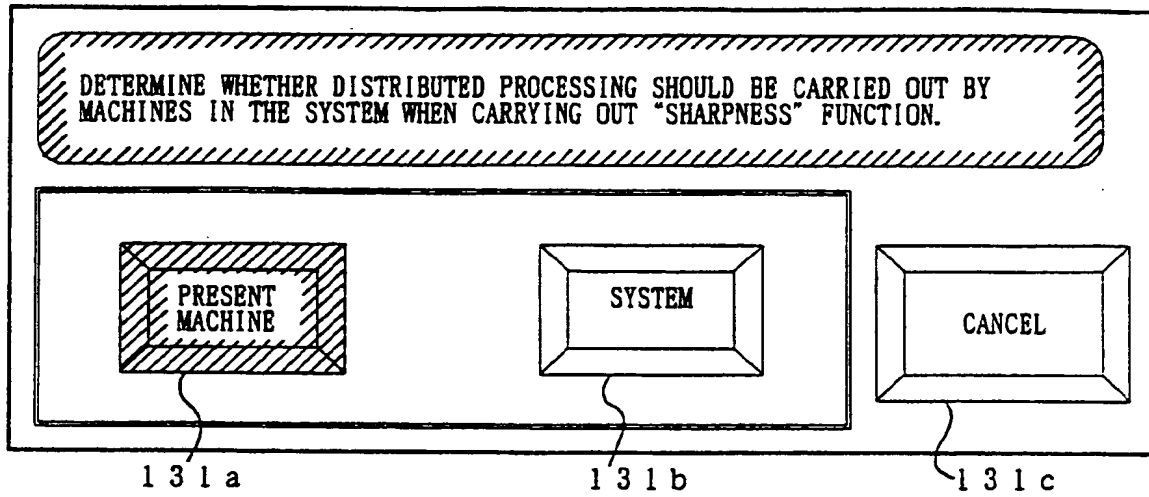 DETERMINE WHETHER DISTRIBUTED PROCESSING SHOULD BE CARRIED OUT BY
MACHINES IN THE SYSTEM WHEN CARRYING OUT "SHARPNESS" FUNCTION.
PRESENT
MACHINE
SYSTEM
CANCEL
131a
131b
131c